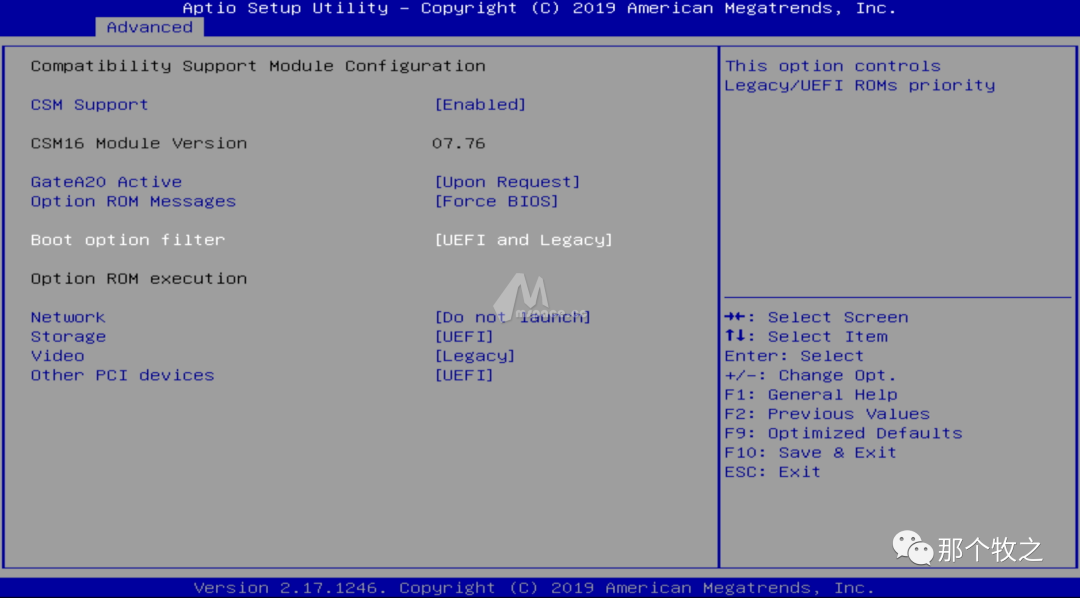 Aptio Setup Utility – Copyright (C) 2019 American Megatrends, Inc.
Advanced
Compatibility Support Module Configuration
CSM Support [Enabled]
CSM16 Module Version 07.76
GateA20 Active [Upon Request]
Option ROM Messages [Force BIOS]
Boot option filter [UEFI and Legacy]
Option ROM execution
Network [Do not launch]
Storage [UEFI]
Video [Legacy]
Other PCI devices [UEFI]
This option controls
Legacy/UEFI ROMs priority
→←: Select Screen
↑↓: Select Item
Enter: Select
+/-: Change Opt.
F1: General Help
F2: Previous Values
F9: Optimized Defaults
F10: Save & Exit
ESC: Exit
那个牧之
Version 2.17.1246. Copyright (C) 2019 American Megatrends, Inc.